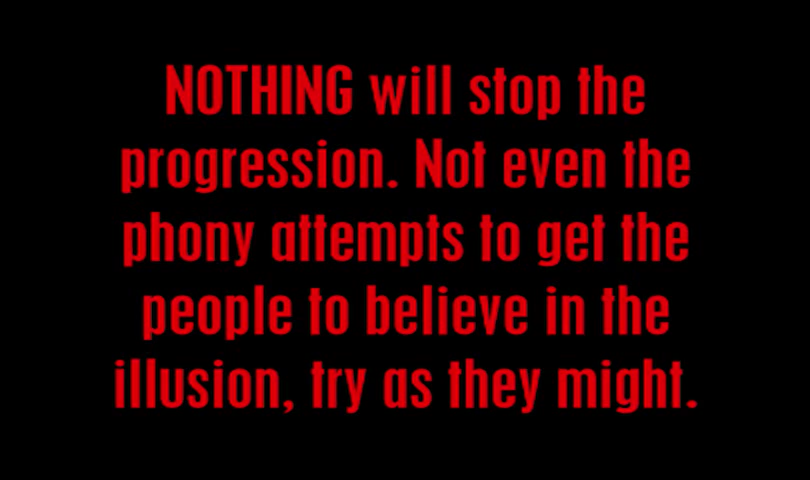 NOTHING will stop the
progression. Not even the
phony attempts to get the
people to believe in the
illusion, try as they might.